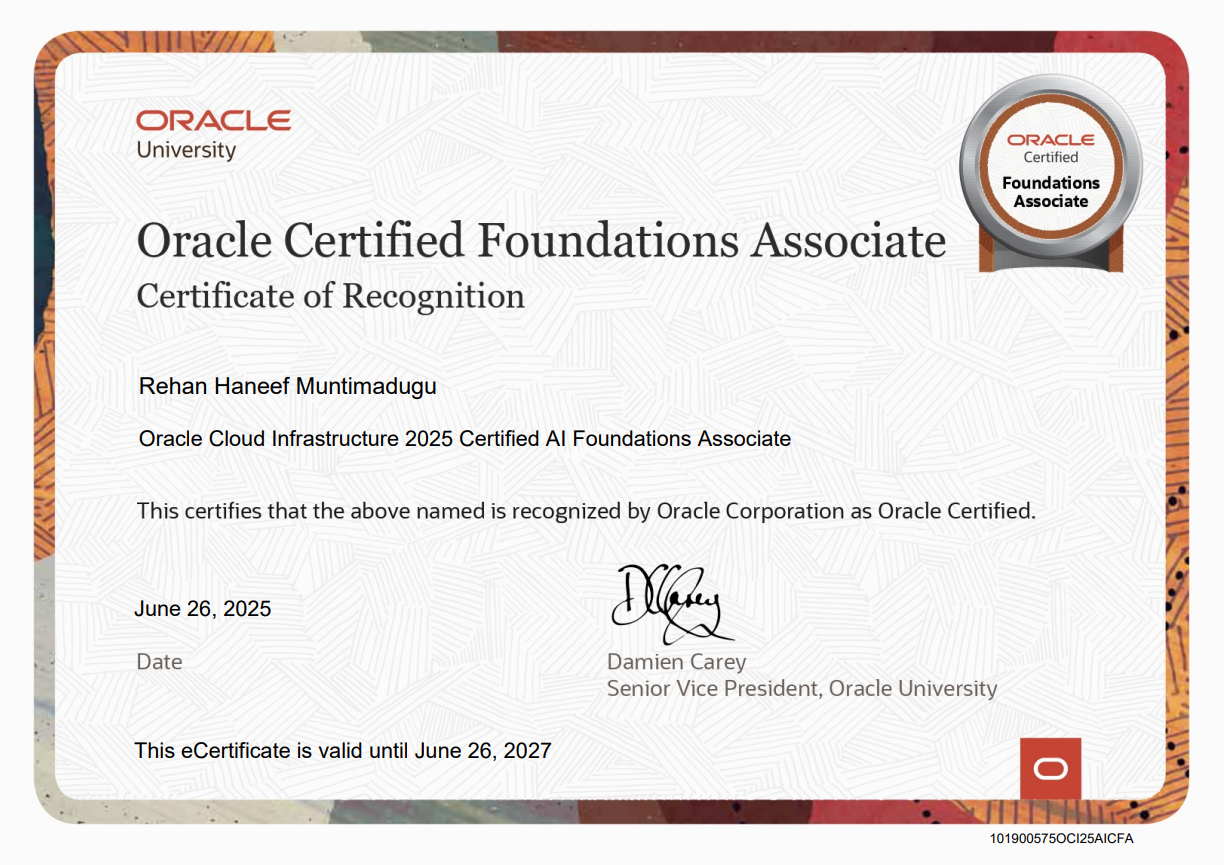 ORACLE
University
ORACLE
Certified
Foundations
Associate
Oracle Certified Foundations Associate
Certificate of Recognition
Rehan Haneef Muntimadugu
Oracle Cloud Infrastructure 2025 Certified AI Foundations Associate
This certifies that the above named is recognized by Oracle Corporation as Oracle Certified.
DCarey
June 26, 2025
Date
Damien Carey
Senior Vice President, Oracle University
This eCertificate is valid until June 26, 2027
101900575OCI25AICFA